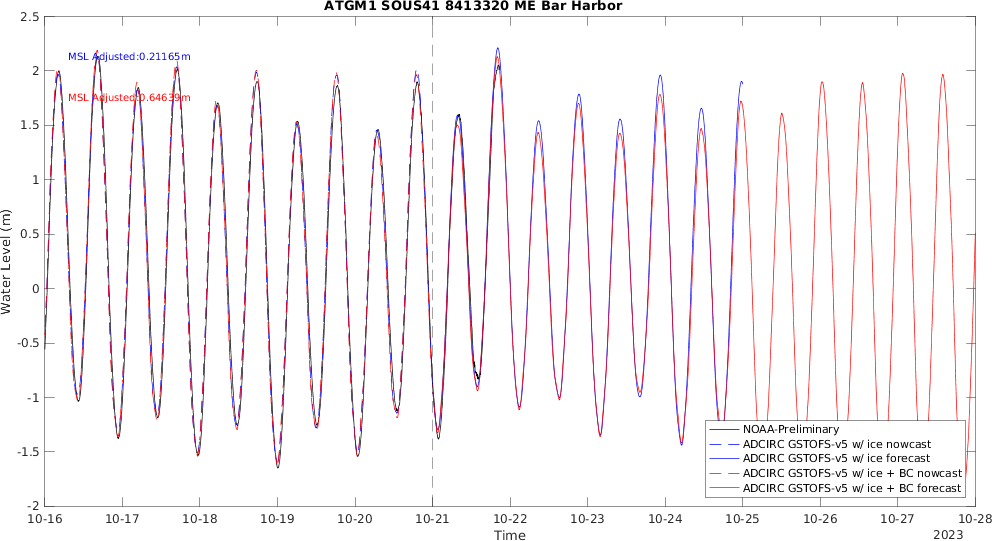 ATGM1 SOUS41 8413320 ME Bar Harbor
2.5
2
1.5
1
0.5
0
-0.5
-1
-1.5
-2
Water Level (m)
MSL Adjusted:0.21165m
MSL Adjusted:0.64639m
NOAA-Preliminary
ADCIRC GSTOFS-v5 w/ ice nowcast
ADCIRC GSTOFS-v5 w/ ice forecast
ADCIRC GSTOFS-v5 w/ ice + BC nowcast
ADCIRC GSTOFS-v5 w/ ice + BC forecast
10-16 10-17 10-18 10-19 10-20 10-21 10-22 10-23 10-24 10-25 10-26 10-27 10-28
Time
2023